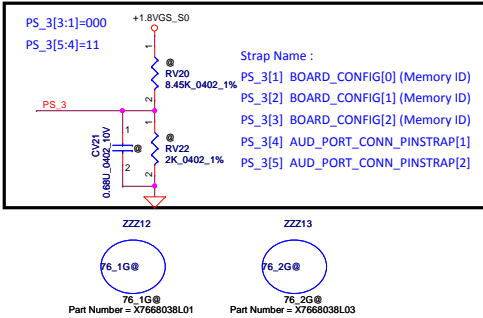 PS_3[3:1]=000
PS_3[5:4]=11
+1.8VGS_S0
1
@
RV20
8.45K_0402_1%
2
PS_3
1
CV21
0.68U_0402_10V
@
2
1
@
RV22
2K_0402_1%
2
Strap Name :
PS_3[1] BOARD_CONFIG[0] (Memory ID)
PS_3[2] BOARD_CONFIG[1] (Memory ID)
PS_3[3] BOARD_CONFIG[2] (Memory ID)
PS_3[4] AUD_PORT_CONN_PINSTRAP[1]
PS_3[5] AUD_PORT_CONN_PINSTRAP[2]
ZZZ12
76_1G@
76_1G@
Part Number = X7668038L01
ZZZ13
76_2G@
76_2G@
Part Number = X7668038L03